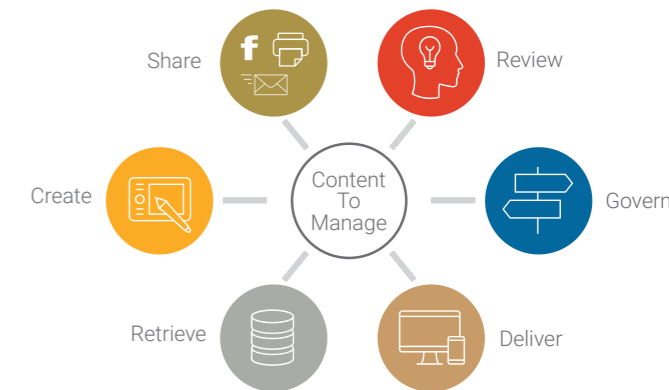 Share
Review
Create
Content
To
Manage
Govern
Retrieve
Deliver